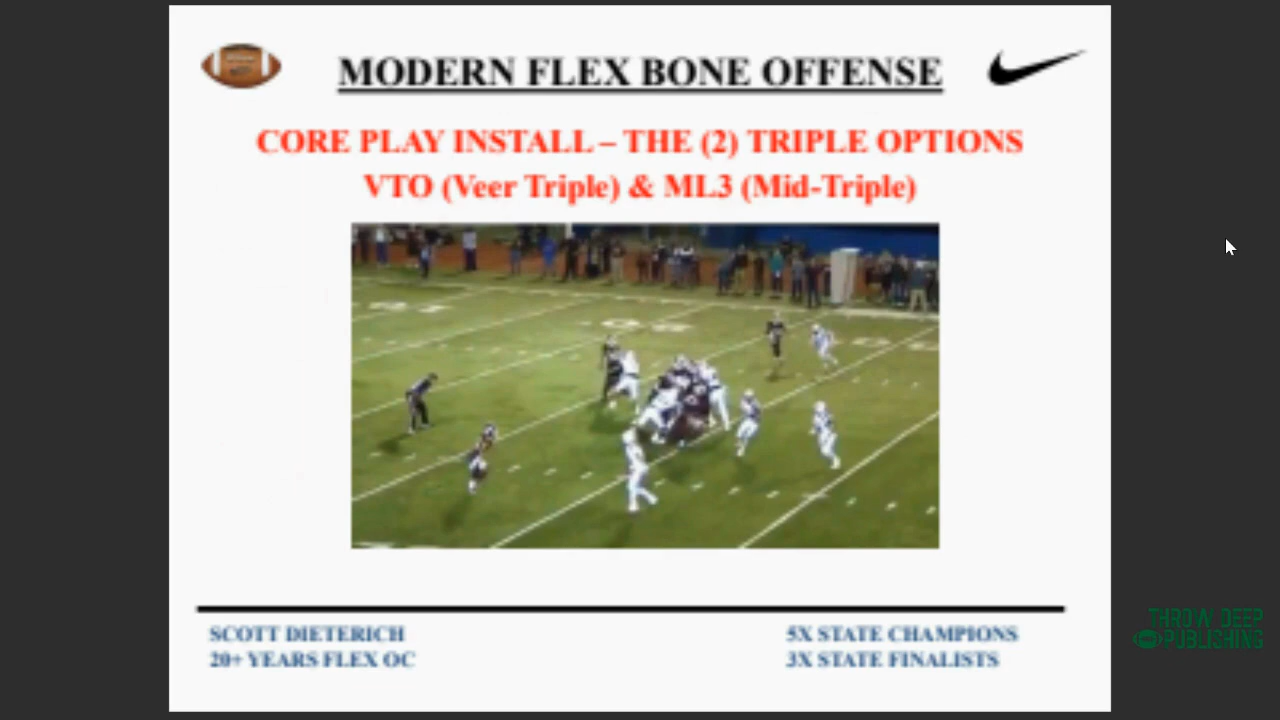 MODERN FLEX BONE OFFENSE
CORE PLAY INSTALL – THE (2) TRIPLE OPTIONS
VTO (Veer Triple) & ML3 (Mid-Triple)
SCOTT DIETERICH
20+ YEARS FLEX OC
5X STATE CHAMPIONS
3X STATE FINALISTS
THROW DEEP
PUBLISHING